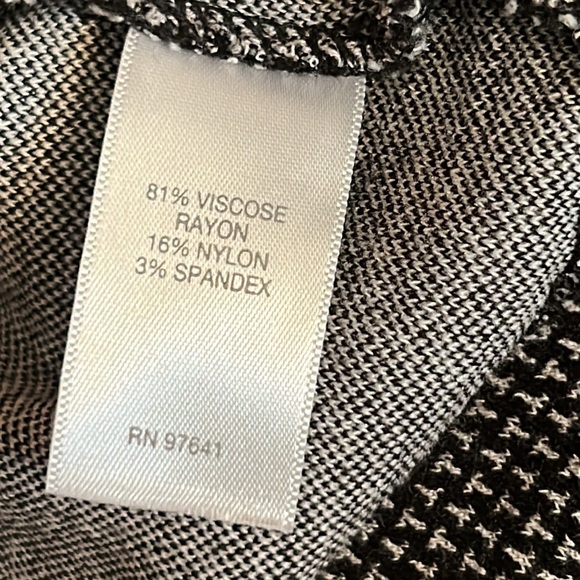 81% VISCOSE
RAYON
16% NYLON
3% SPANDEX
RN 97641